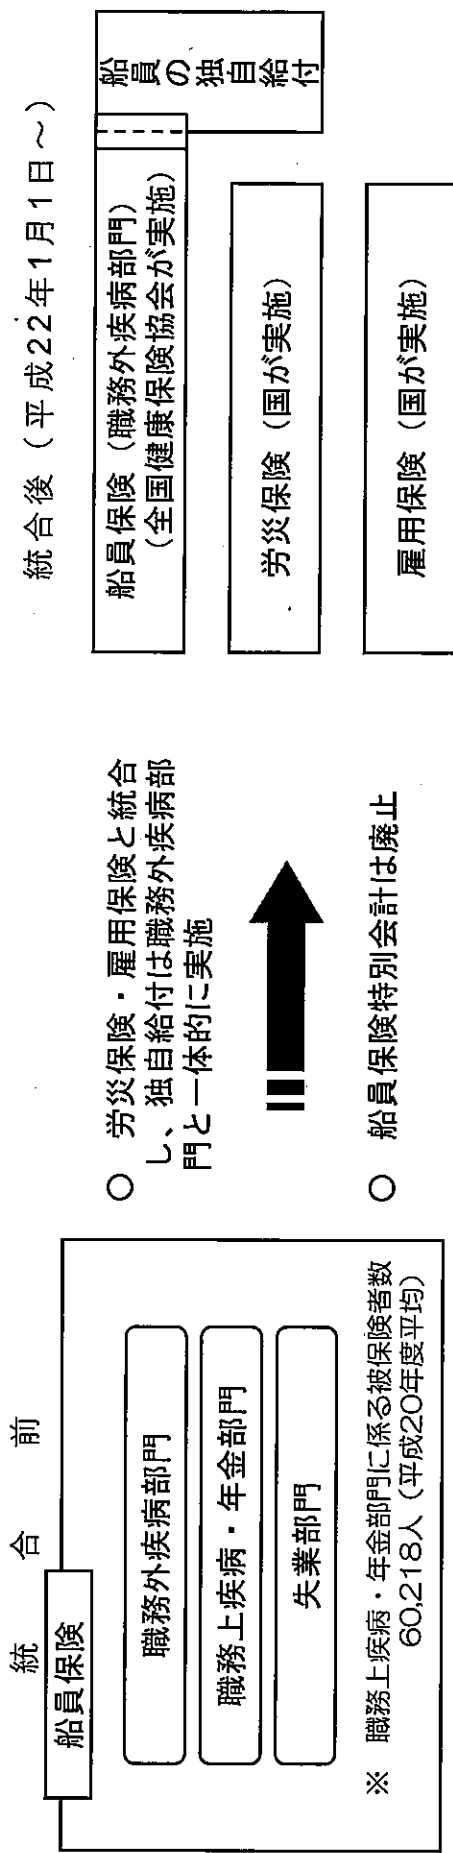 統合前
船員保険
職務外疾病部門
職務上疾病・年金部門
失業部門
※ 職務上疾病・年金部門に係る被保険者数
60,218人（平成20年度平均）
○ 労災保険・雇用保険と統合
し、独自給付は職務外疾病部
門と一体的に実施
○ 船員保険特別会計は廃止
統合後（平成22年1月1日～）
船員保険（職務外疾病部門）
（全国健康保険協会が実施）
船員の独自給付
労災保険（国が実施）
雇用保険（国が実施）